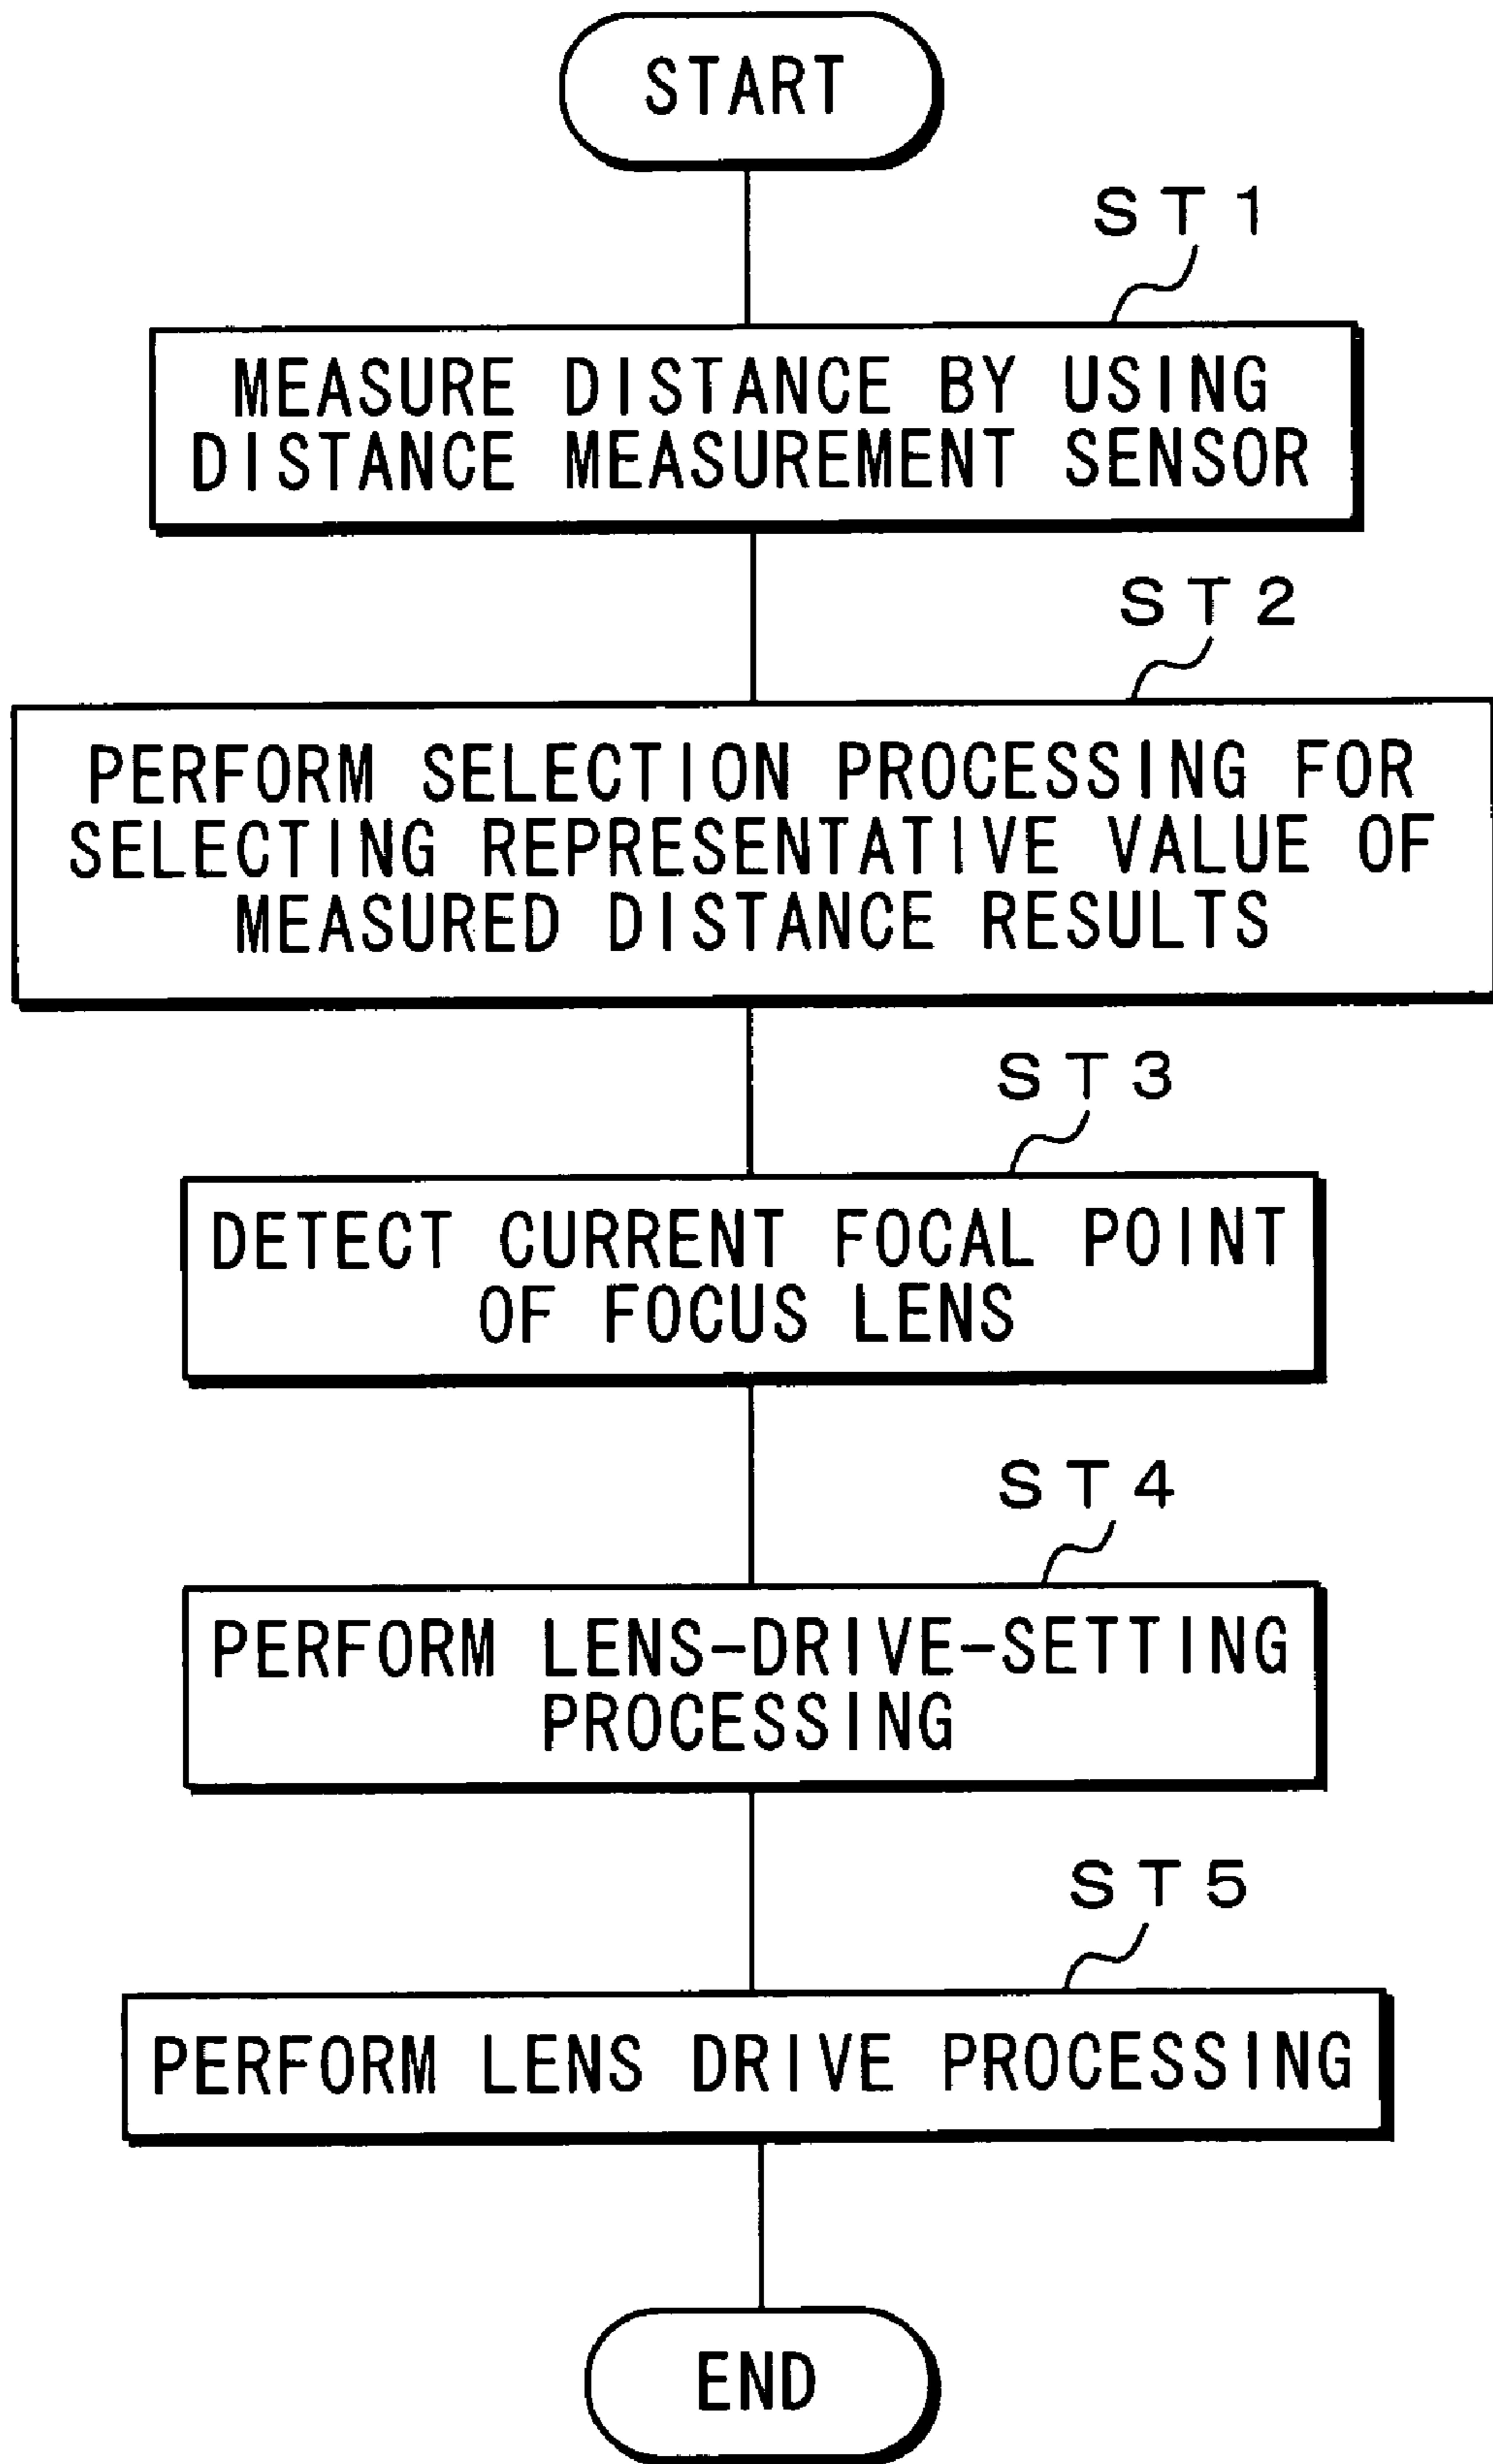 START
ST1
MEASURE DISTANCE BY USING
DISTANCE MEASUREMENT SENSOR
ST2
PERFORM SELECTION PROCESSING FOR
SELECTING REPRESENTATIVE VALUE OF
MEASURED DISTANCE RESULTS
ST3
DETECT CURRENT FOCAL POINT
OF FOCUS LENS
ST4
PERFORM LENS-DRIVE-SETTING
PROCESSING
ST5
PERFORM LENS DRIVE PROCESSING
END